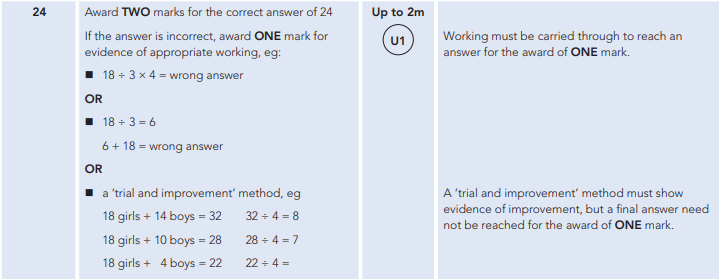 24 Award TWO marks for the correct answer of 24 Up to 2m
If the answer is incorrect, award ONE mark for evidence of appropriate working, eg:
U1
Working must be carried through to reach an answer for the award of ONE mark.
■ 18 ÷ 3 × 4 = wrong answer
OR
■ 18 ÷ 3 = 6
6 + 18 = wrong answer
OR
■ a ‘trial and improvement’ method, eg
18 girls + 14 boys = 32 32 ÷ 4 = 8
18 girls + 10 boys = 28 28 ÷ 4 = 7
18 girls + 4 boys = 22 22 ÷ 4 =
A ‘trial and improvement’ method must show
evidence of improvement, but a final answer need
not be reached for the award of ONE mark.